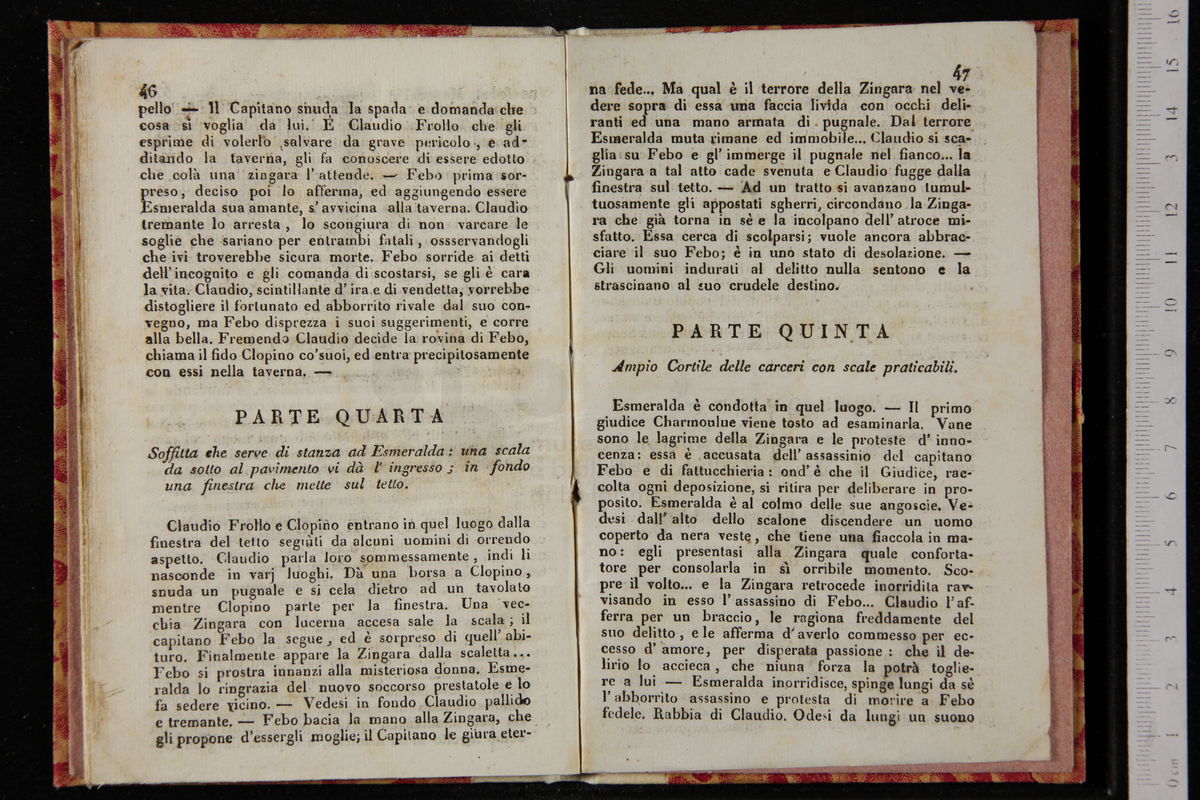 46
pello — Il Capitano snuda la spada e domanda che
cosa si voglia da lui. È Claudio Frollo che gli
esprime di volerlo salvare da grave pericolo, e ad-
ditando la taverna, gli fa conoscere di essere edotto
che colà una zingara l'attende. — Febo prima sor-
preso, deciso poi lo afferma, ed aggiungendo essere
Esmeralda sua amante, s'avvicina alla taverna. Claudio
tremante lo arresta, lo scongiura di non varcare le
soglie che sariano per entrambi fatali, ossservandogli
che ivi troverebbe sicura morte. Febo sorride ai detti
dell'incognito e gli comanda di scostarsi, se gli è cara
la vita. Claudio, scintillante d'ira e di vendetta, vorrebbe
distogliere il fortunato ed abborrito rivale dal suo con-
vegno, ma Febo disprezza i suoi suggerimenti, e corre
alla bella. Fremendo Claudio decide la rovina di Febo,
chiama il fido Clopino co'suoi, ed entra precipitosamente
con essi nella taverna. —
PARTE QUARTA
Soffitta che serve di stanza ad Esmeralda: una scala
da sotto al pavimento vi dà l'ingresso; in fondo
una finestra che mette sul tetto.
Claudio Frollo e Clopino entrano in quel luogo dalla
finestra del tetto seguiti da alcuni uomini di orrendo
aspetto. Claudio parla loro sommessamente, indi li
nasconde in varj luoghi. Dà una borsa a Clopino,
snuda un pugnale e si cela dietro ad un tavolato
mentre Clopino parte per la finestra. Una vec-
chia Zingara con lucerna accesa sale la scala; il
capitano Febo la segue, ed è sorpreso di quell'abi-
turo. Finalmente appare la Zingara dalla scaletta...
Febo si prostra innanzi alla misteriosa donna. Esme-
ralda lo ringrazia del nuovo soccorso prestatole e lo
fa sedere vicino. — Vedesi in fondo Claudio pallido
e tremante. — Febo bacia la mano alla Zingara, che
gli propone d'essergli moglie; il Capitano le giura eter-
47
na fede... Ma qual è il terrore della Zingara nel ve-
dere sopra di essa una faccia livida con occhi deli-
ranti ed una mano armata di pugnale. Dal terrore
Esmeralda muta rimane ed immobile... Claudio si sca-
glia su Febo e gl'immerge il pugnale nel fianco... la
Zingara a tal atto cade svenuta e Claudio fugge dalla
finestra sul tetto. — Ad un tratto si avanzano tumul-
tuosamente gli appostati sgherri, circondano la Zinga-
ra che già torna in sè e la incolpano dell'atroce mi-
sfatto. Essa cerca di scolparsi; vuole ancora abbrac-
ciare il suo Febo; è in uno stato di desolazione. —
Gli uomini indurati al delitto nulla sentono e la
strascinano al suo crudele destino.
PARTE QUINTA
Ampio Cortile delle carceri con scale praticabili.
Esmeralda è condotta in quel luogo. — Il primo
giudice Charmoulue viene tosto ad esaminarla. Vane
sono le lagrime della Zingara e le proteste d'inno-
cenza: essa è accusata dell'assassinio del capitano
Febo e di fattucchieria: ond'è che il Giudice, rac-
colta ogni deposizione, si ritira per deliberare in pro-
posito. Esmeralda è al colmo delle sue angoscie. Ve-
desi dall'alto dello scalone discendere un uomo
coperto da nera veste, che tiene una fiaccola in ma-
no: egli presentasi alla Zingara quale conforta-
tore per consolarla in sì orribile momento. Sco-
pre il volto... e la Zingara retrocede inorridita rav-
visando in esso l'assassino di Febo... Claudio l'af-
ferra per un braccio, le ragiona freddamente del
suo delitto, e le afferma d'averlo commesso per ec-
cesso d'amore, per disperata passione: che il de-
lirio lo accieca, che niuna forza la potrà toglie-
re a lui — Esmeralda inorridisce, spinge lungi da sè
l'abborrito assassino e protesta di morire a Febo
fedele. Rabbia di Claudio. Odesi da lungi un suono
0 cm 1 2 3 4 5 6 7 8 9 10 11 12 13 14 15 16